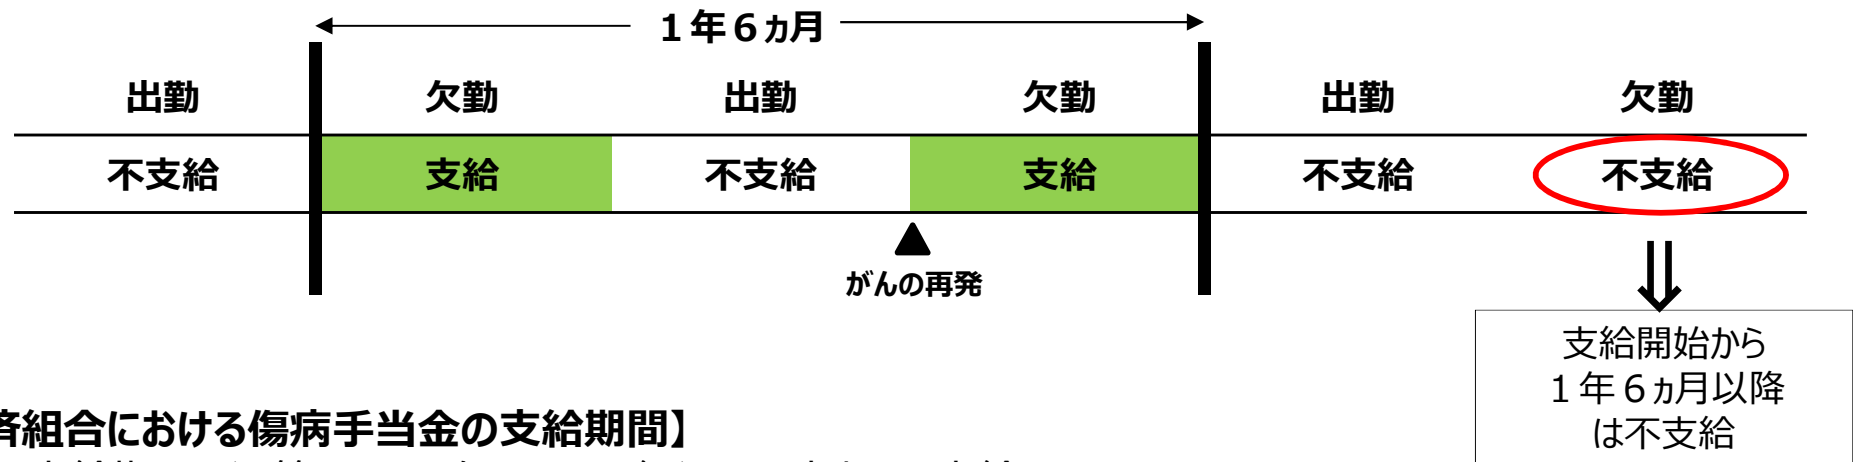 １年６ヵ月
出勤 欠勤 出勤 欠勤 出勤 欠勤
不支給 支給 不支給 支給 不支給 不支給
がんの再発
支給開始から
１年６ヵ月以降
は不支給
済組合における傷病手当金の支給期間】